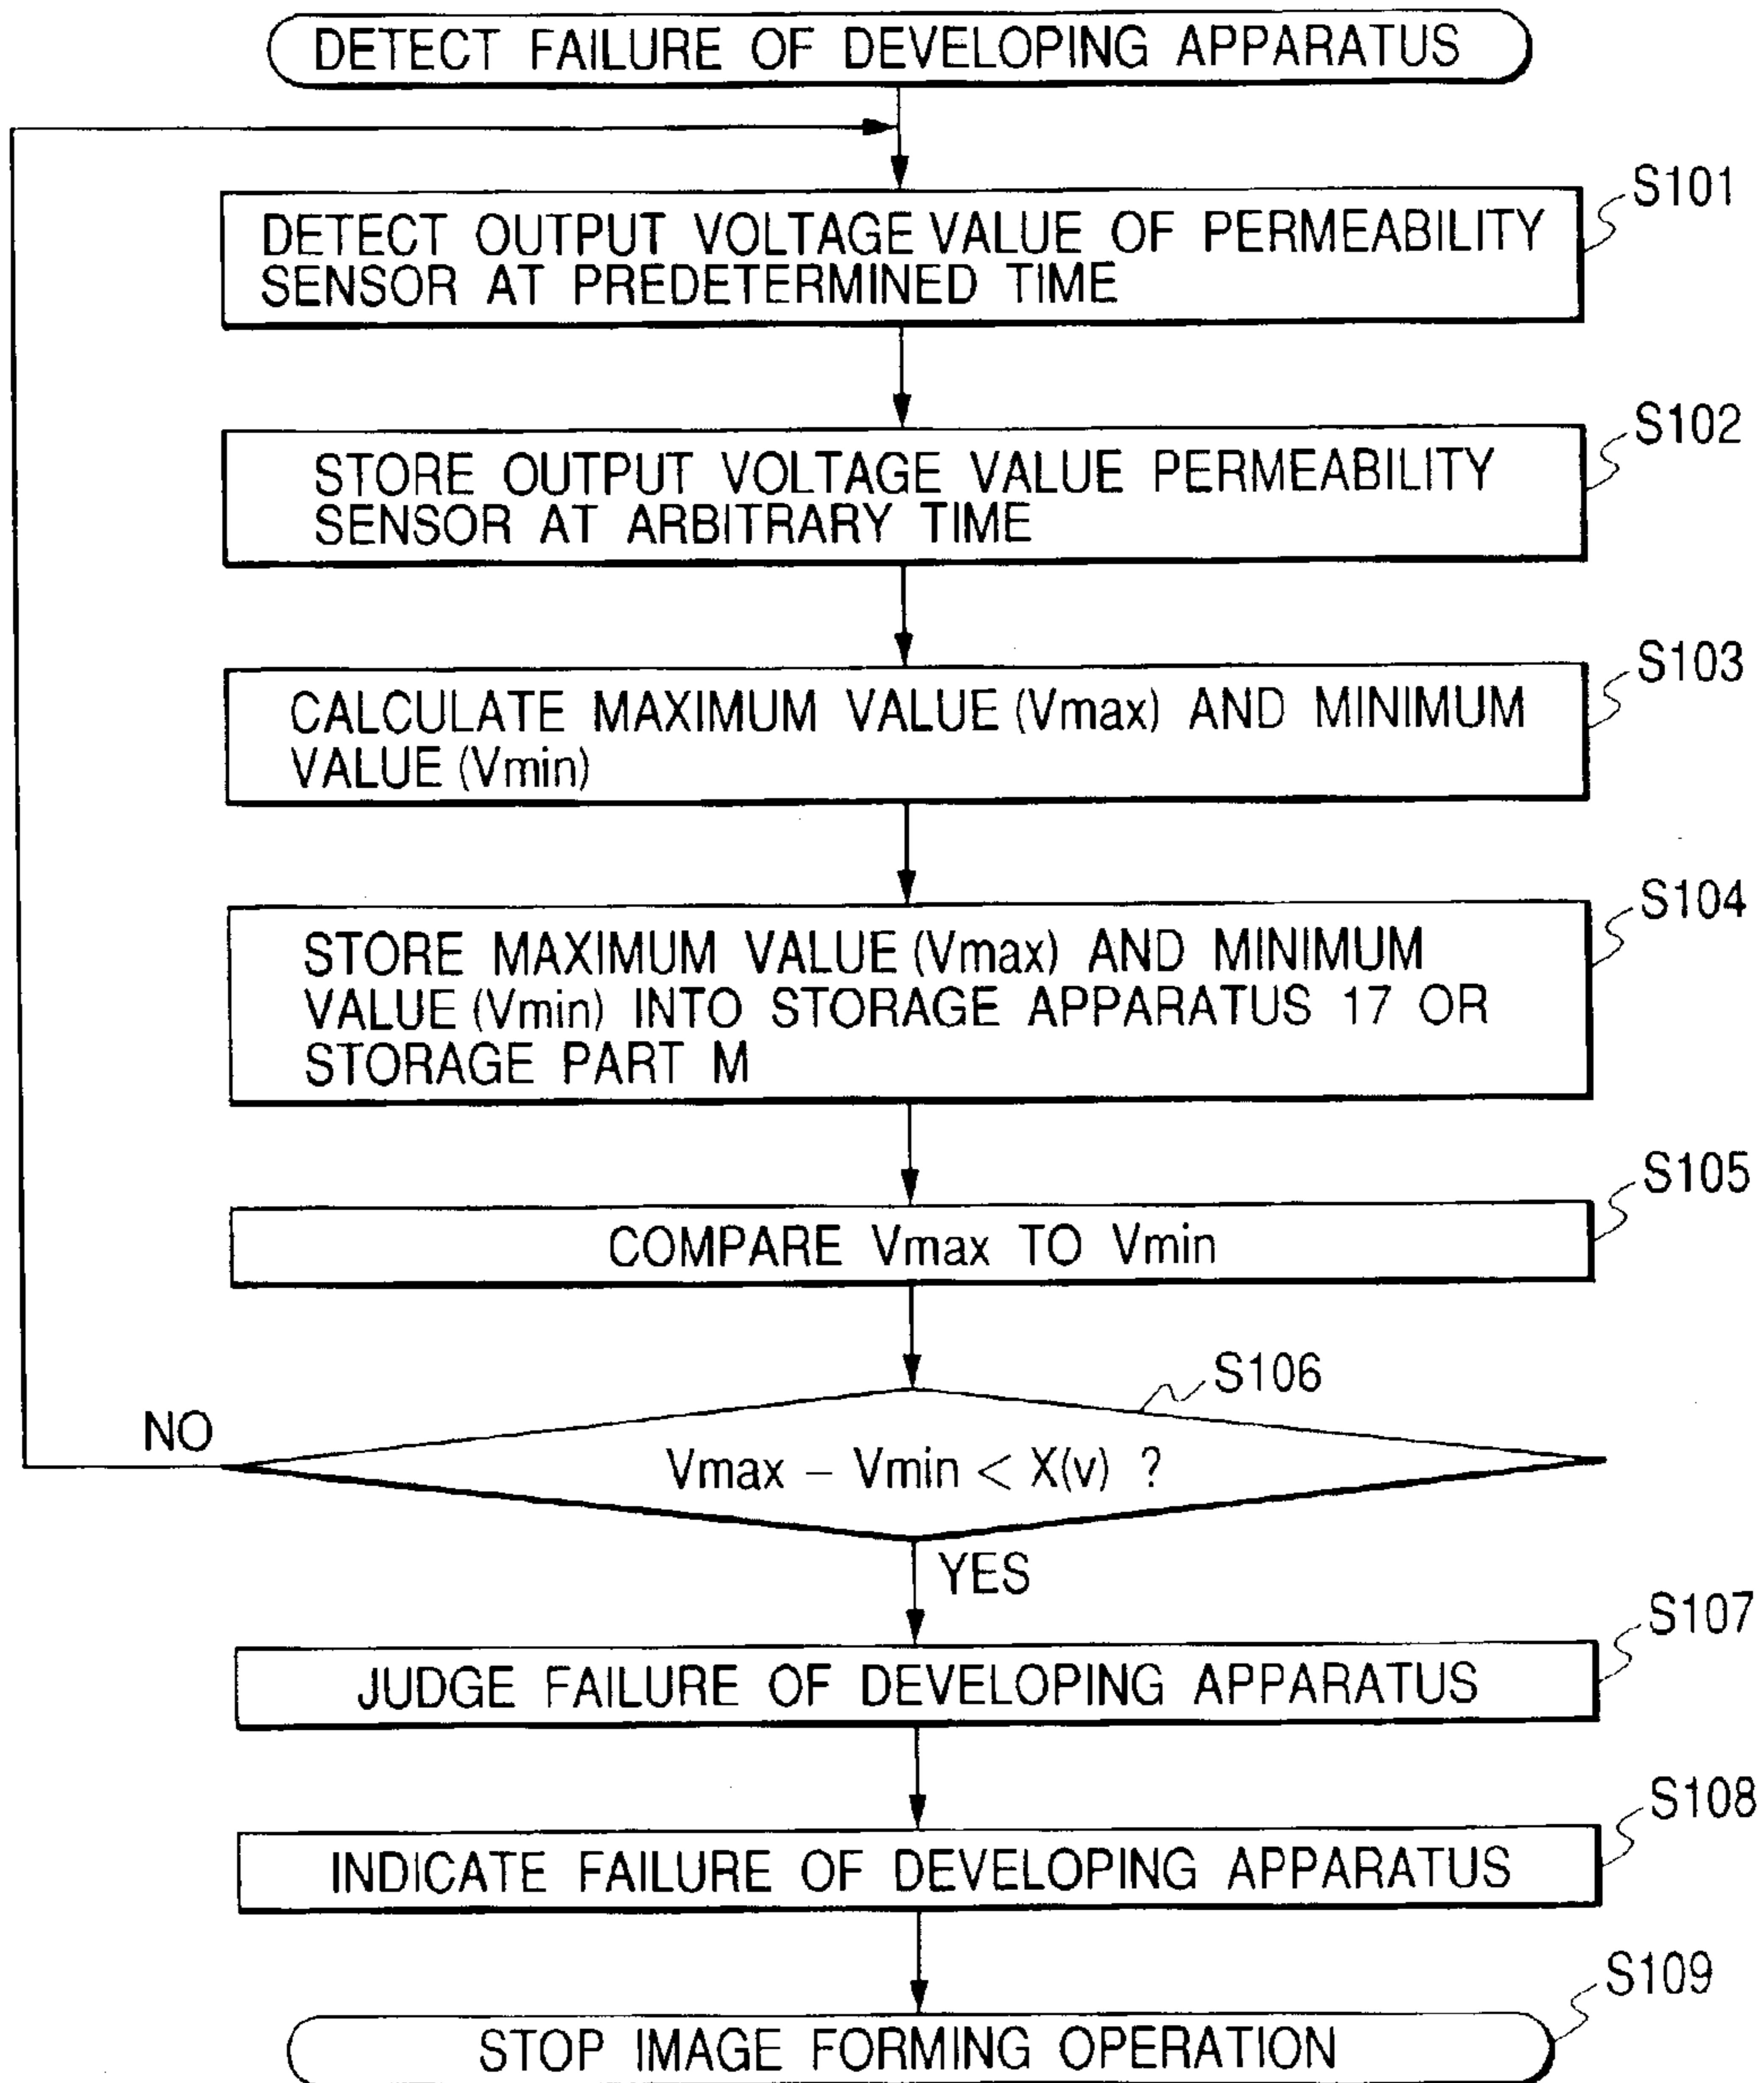 DETECT FAILURE OF DEVELOPING APPARATUS
S101
DETECT OUTPUT VOLTAGE VALUE OF PERMEABILITY
SENSOR AT PREDETERMINED TIME
S102
STORE OUTPUT VOLTAGE VALUE PERMEABILITY
SENSOR AT ARBITRARY TIME
S103
CALCULATE MAXIMUM VALUE (Vmax) AND MINIMUM
VALUE (Vmin)
S104
STORE MAXIMUM VALUE (Vmax) AND MINIMUM
VALUE (Vmin) INTO STORAGE APPARATUS 17 OR
STORAGE PART M
S105
COMPARE Vmax TO Vmin
S106
NO
Vmax – Vmin < X(v) ?
YES
S107
JUDGE FAILURE OF DEVELOPING APPARATUS
S108
INDICATE FAILURE OF DEVELOPING APPARATUS
S109
STOP IMAGE FORMING OPERATION